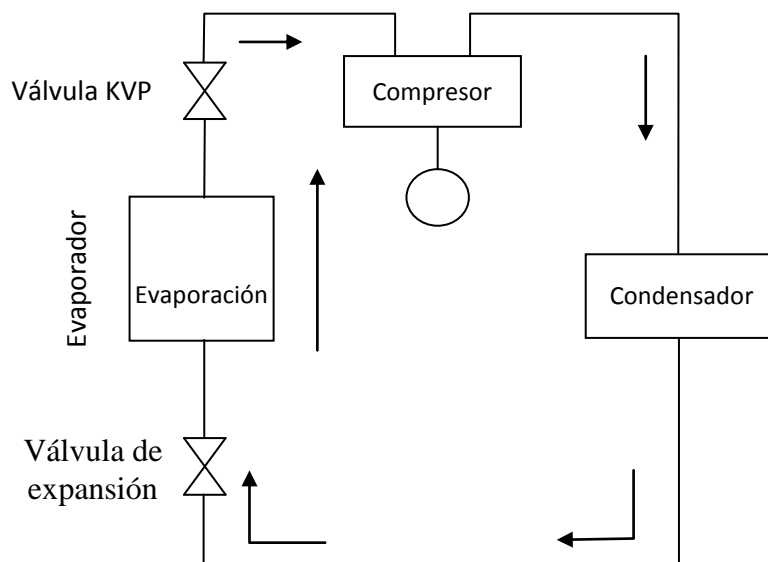 Válvula KVP
Compresor
Evaporador
Evaporación
Condensador
Válvula de
expansión